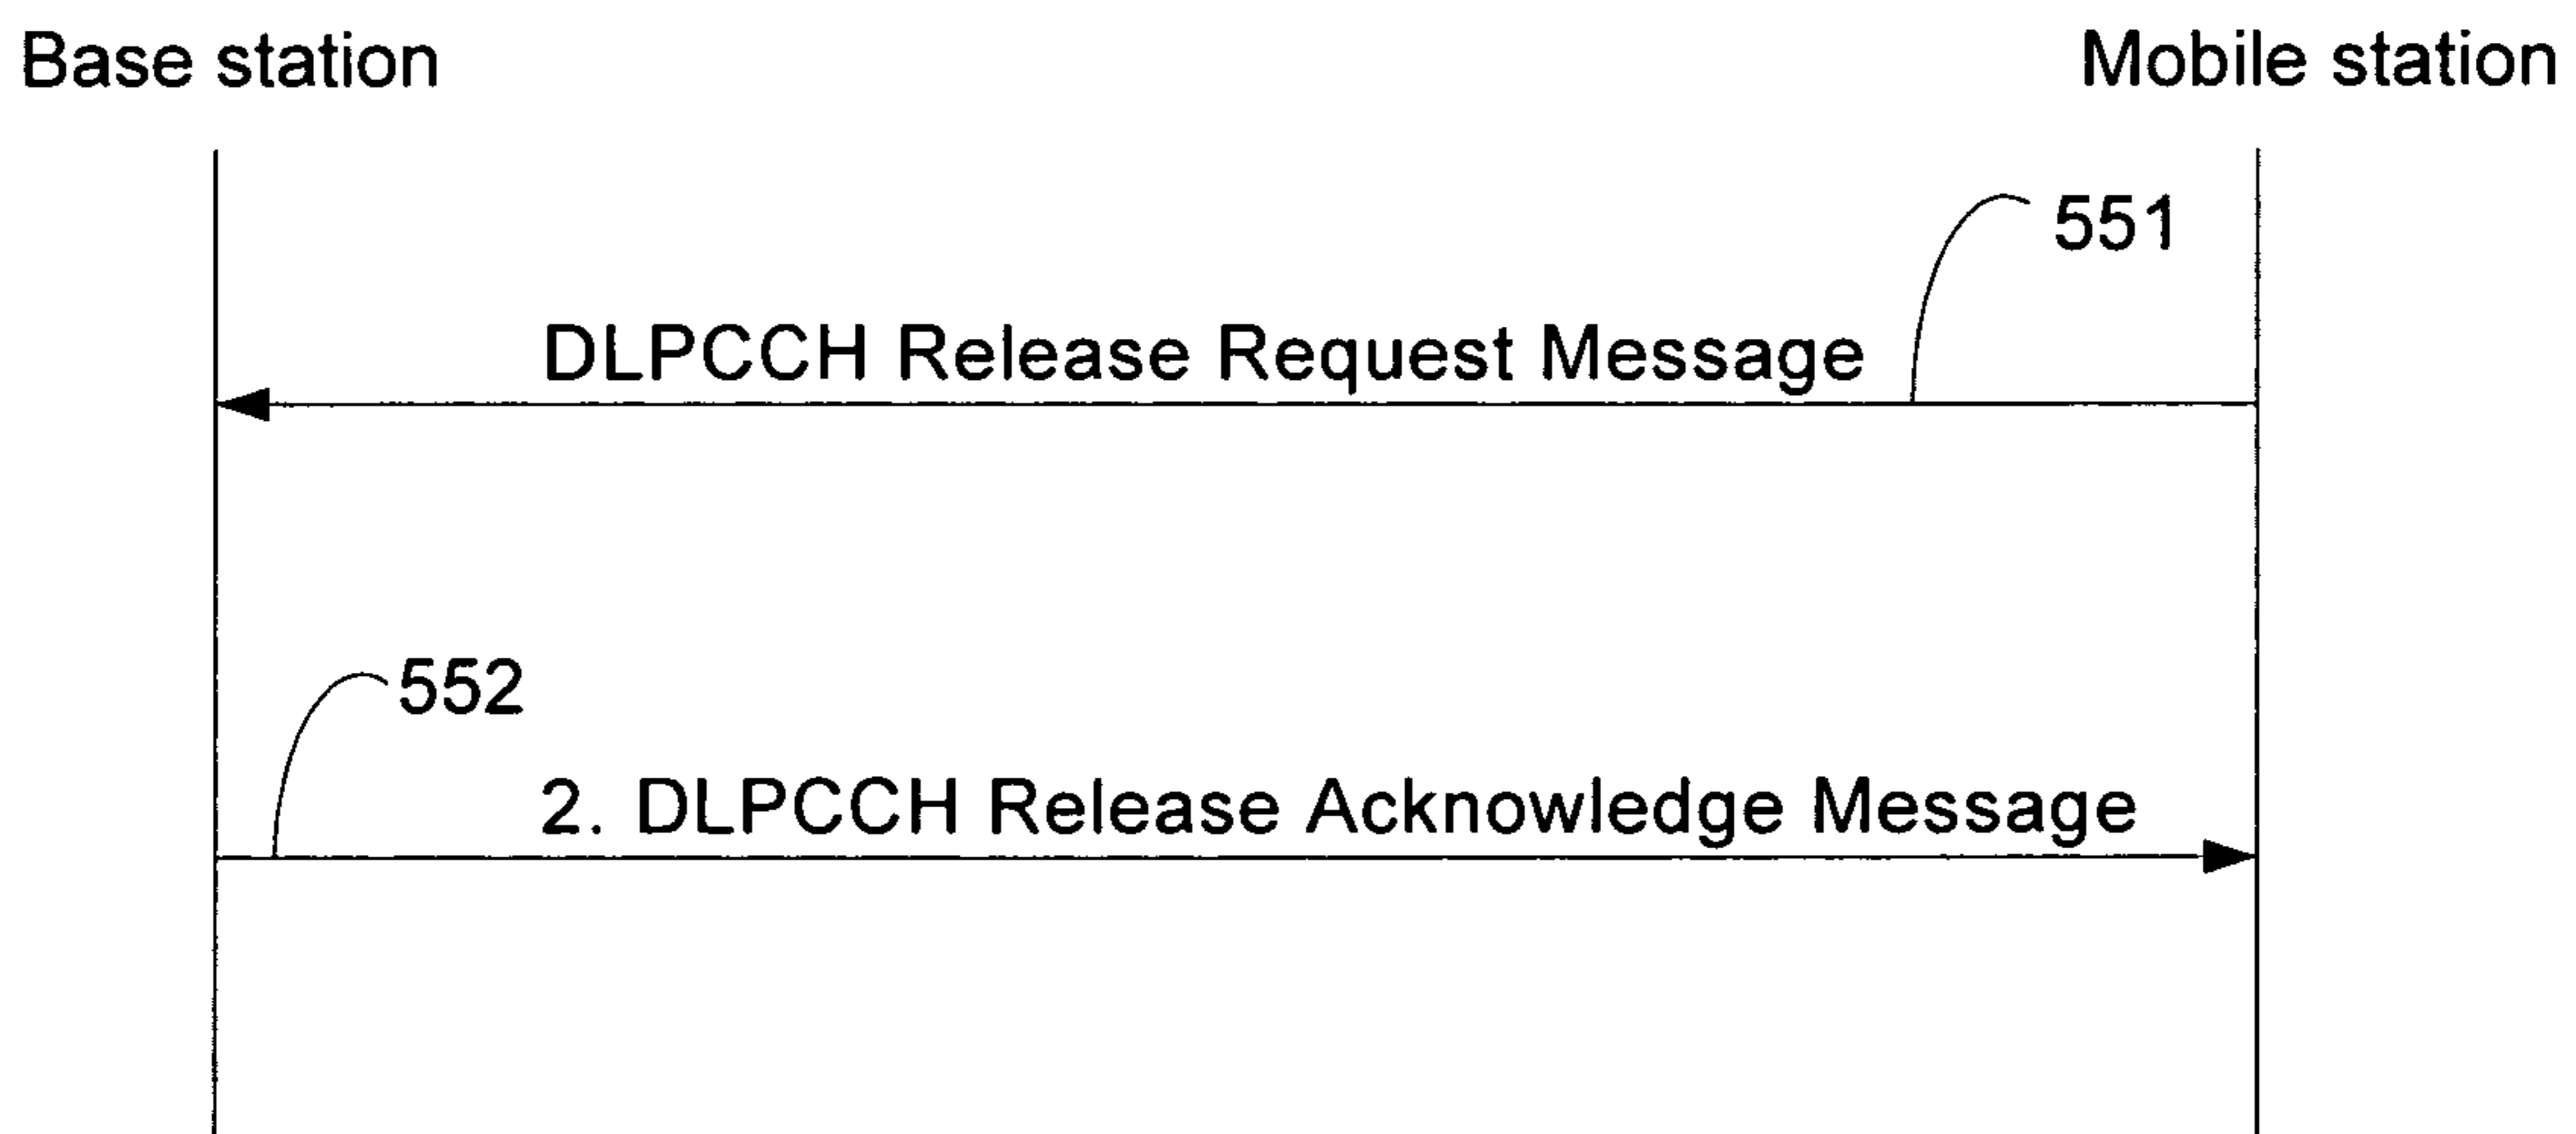 Base station
Mobile station
551
DLPCCH Release Request Message
552
2. DLPCCH Release Acknowledge Message